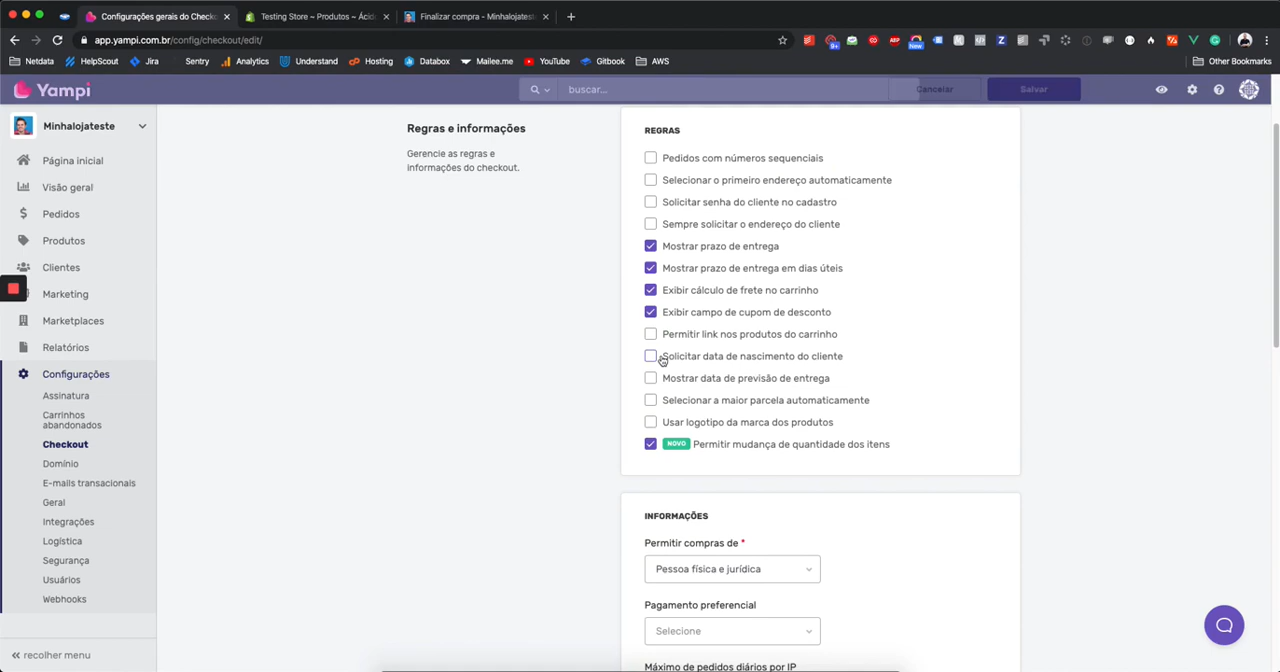 Configurações gerais do Checko
Testing Store ~ Produtos ~ Ácid
Finalizar compra - Minhalojatest
app.yampi.com.br/config/checkout/edit/
9+
ABP
New
Netdata
HelpScout
Jira
Sentry
Analytics
Understand
Hosting
Databox
Mailee.me
YouTube
Gitbook
AWS
Other Bookmarks
Yampi
buscar...
Cancelar
Salvar
Minhalojateste
Página inicial
Visão geral
Pedidos
Produtos
Clientes
Marketing
Marketplaces
Relatórios
Configurações
Assinatura
Carrinhos
abandonados
Checkout
Domínio
E-mails transacionais
Geral
Integrações
Logística
Segurança
Usuários
Webhooks
recolher menu
Regras e informações
Gerencie as regras e
informações do checkout.
REGRAS
Pedidos com números sequenciais
Selecionar o primeiro endereço automaticamente
Solicitar senha do cliente no cadastro
Sempre solicitar o endereço do cliente
Mostrar prazo de entrega
Mostrar prazo de entrega em dias úteis
Exibir cálculo de frete no carrinho
Exibir campo de cupom de desconto
Permitir link nos produtos do carrinho
Solicitar data de nascimento do cliente
Mostrar data de previsão de entrega
Selecionar a maior parcela automaticamente
Usar logotipo da marca dos produtos
NOVO Permitir mudança de quantidade dos itens
INFORMAÇÕES
Permitir compras de *
Pessoa física e jurídica
Pagamento preferencial
Selecione
Máximo de pedidos diários por IP